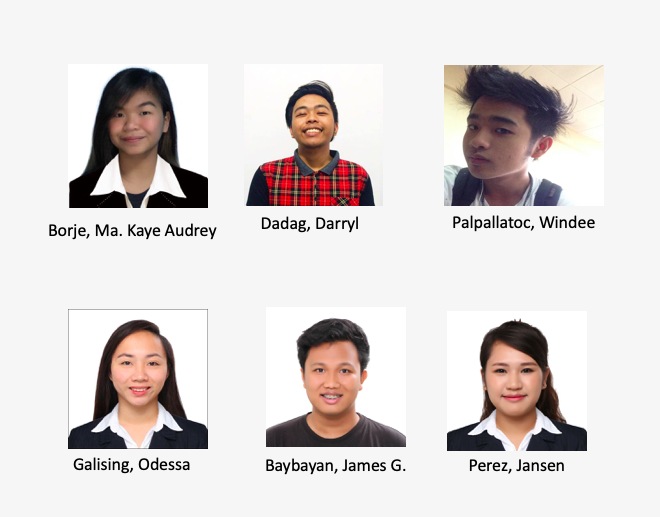 Borje, Ma. Kaye Audrey
Dadag, Darryl
Palpallatoc, Windee
Galising, Odessa
Baybayan, James G.
Perez, Jansen